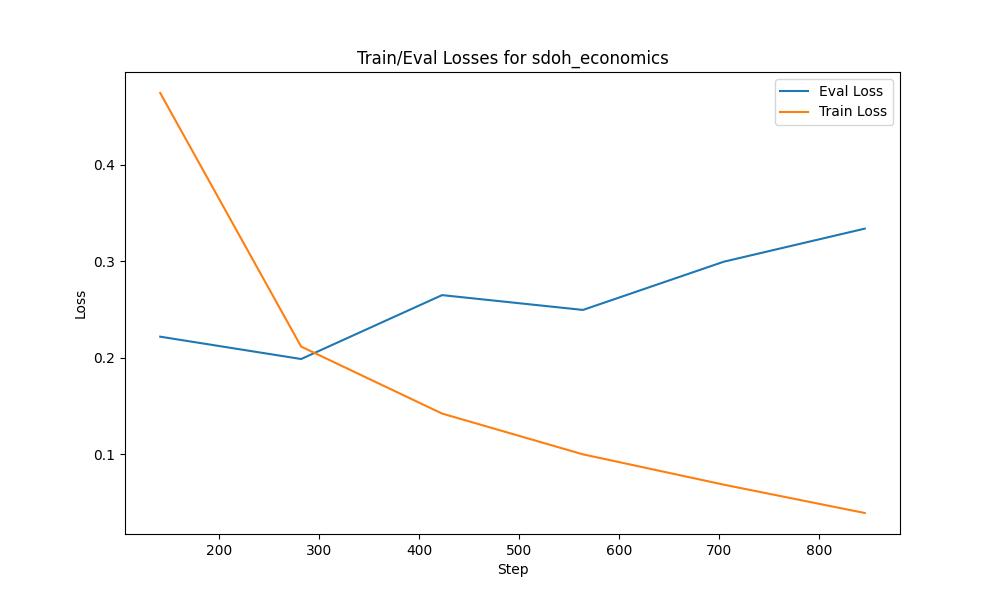 Train/Eval Losses for sdoh_economics
Eval Loss
Train Loss
0.4
0.3
0.2
0.1
Loss
200 300 400 500 600 700 800
Step